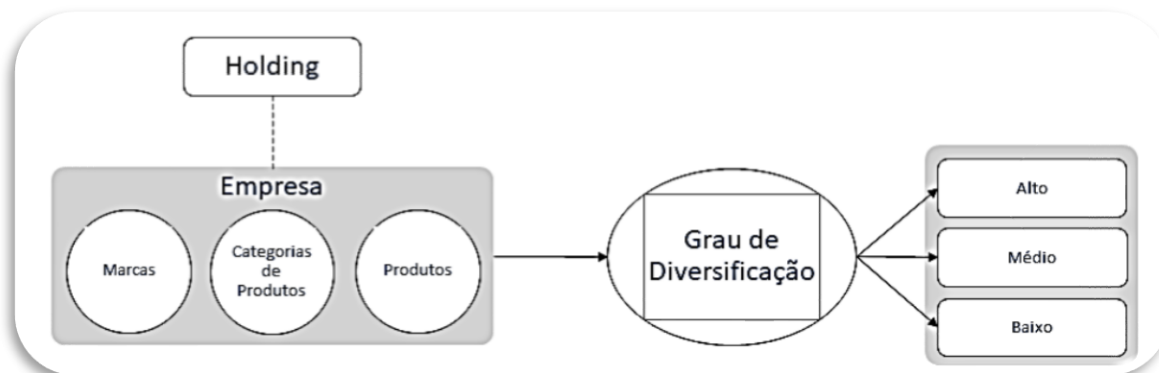 Holding
Empresa
Marcas
Categorias
de
Produtos
Produtos
Grau de
Diversificação
Alto
Médio
Baixo